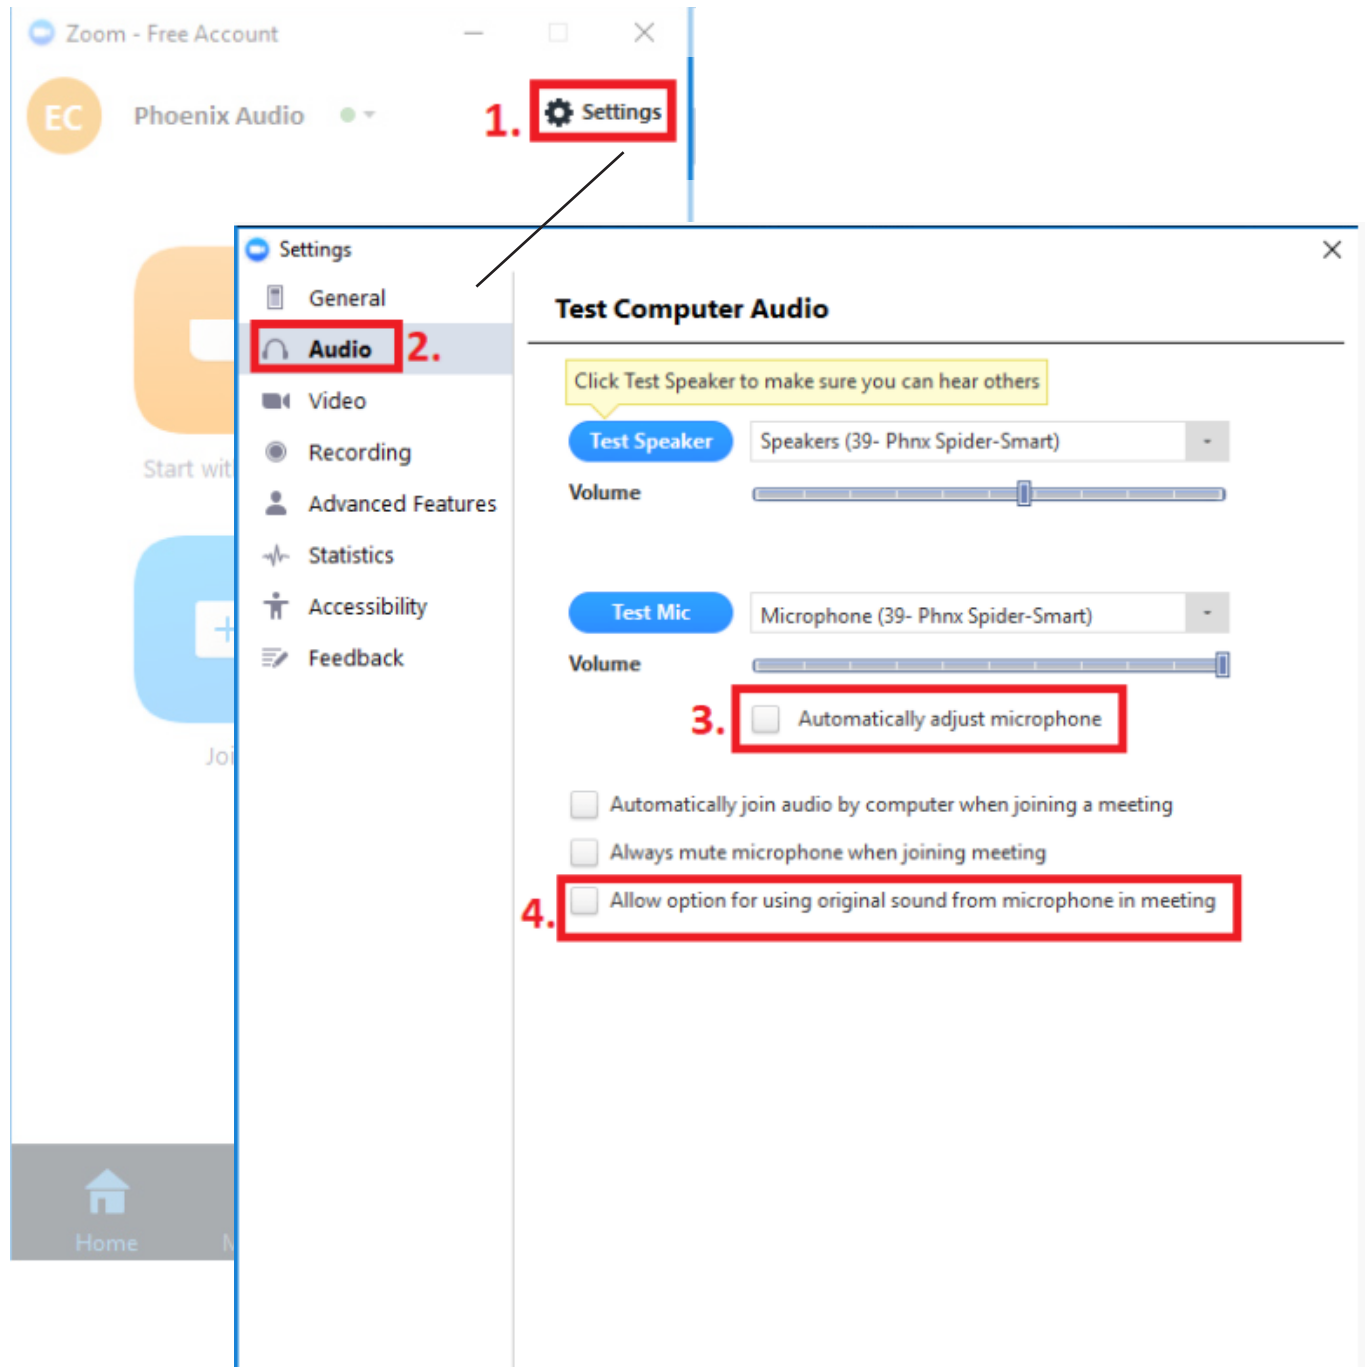 Zoom - Free Account
EC
Phoenix Audio
1.
Settings
Start wit
Joi
Home
Settings
General
Audio
2.
Video
Recording
Advanced Features
Statistics
Accessibility
Feedback
Test Computer Audio
Click Test Speaker to make sure you can hear others
Test Speaker
Speakers (39- Phnx Spider-Smart)
Volume
Test Mic
Microphone (39- Phnx Spider-Smart)
Volume
3.
Automatically adjust microphone
Automatically join audio by computer when joining a meeting
Always mute microphone when joining meeting
4.
Allow option for using original sound from microphone in meeting